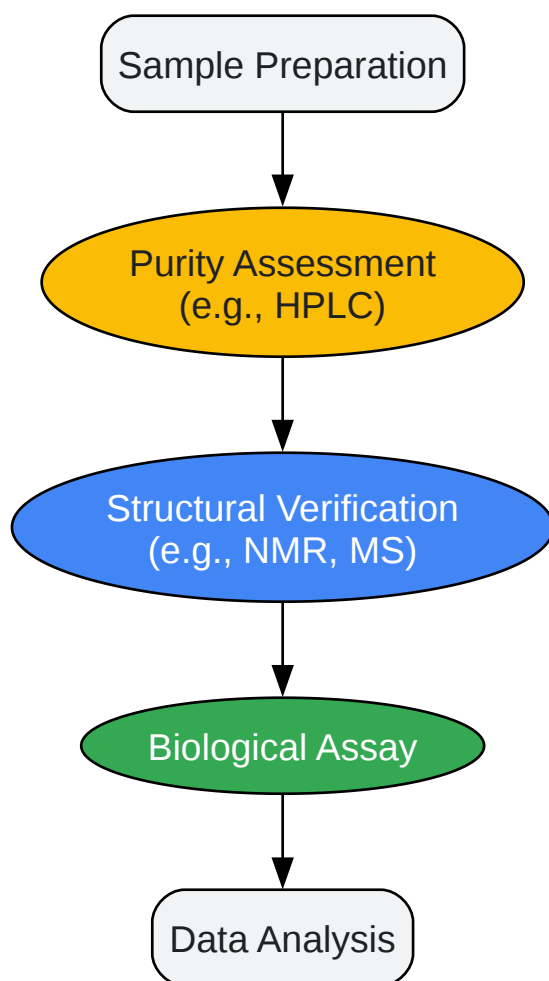 Sample Preparation
Purity Assessment
(e.g., HPLC)
Structural Verification
(e.g., NMR, MS)
Biological Assay
Data Analysis